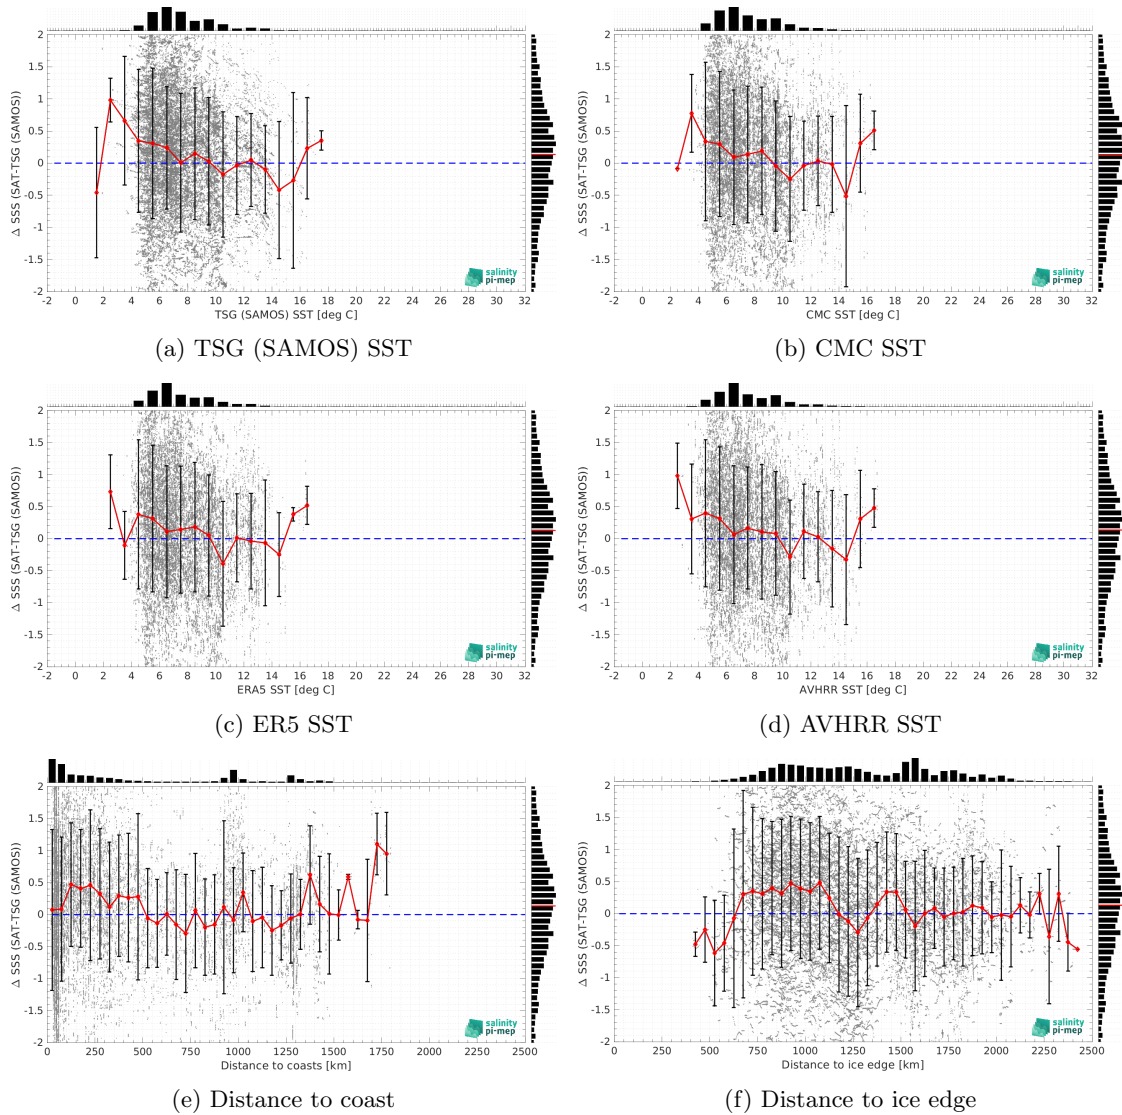 2
1.5
1
0.5
0
-0.5
-1
-1.5
-2
Δ SSS (SAT-TSG (SAMOS))
salinity
pi-mep
-2 0 2 4 6 8 10 12 14 16 18 20 22 24 26 28 30 32
TSG (SAMOS) SST [deg C]
(a) TSG (SAMOS) SST
2
1.5
1
0.5
0
-0.5
-1
-1.5
-2
Δ SSS (SAT-TSG (SAMOS))
salinity
pi-mep
-2 0 2 4 6 8 10 12 14 16 18 20 22 24 26 28 30 32
CMC SST [deg C]
(b) CMC SST
2
1.5
1
0.5
0
-0.5
-1
-1.5
-2
Δ SSS (SAT-TSG (SAMOS))
salinity
pi-mep
-2 0 2 4 6 8 10 12 14 16 18 20 22 24 26 28 30 32
ERA5 SST [deg C]
(c) ER5 SST
2
1.5
1
0.5
0
-0.5
-1
-1.5
-2
Δ SSS (SAT-TSG (SAMOS))
salinity
pi-mep
-2 0 2 4 6 8 10 12 14 16 18 20 22 24 26 28 30 32
AVHRR SST [deg C]
(d) AVHRR SST
2
1.5
1
0.5
0
-0.5
-1
-1.5
-2
Δ SSS (SAT-TSG (SAMOS))
salinity
pi-mep
0 250 500 750 1000 1250 1500 1750 2000 2250 2500
Distance to coasts [km]
(e) Distance to coast
2
1.5
1
0.5
0
-0.5
-1
-1.5
-2
Δ SSS (SAT-TSG (SAMOS))
salinity
pi-mep
0 250 500 750 1000 1250 1500 1750 2000 2250 2500
Distance to ice edge [km]
(f) Distance to ice edge